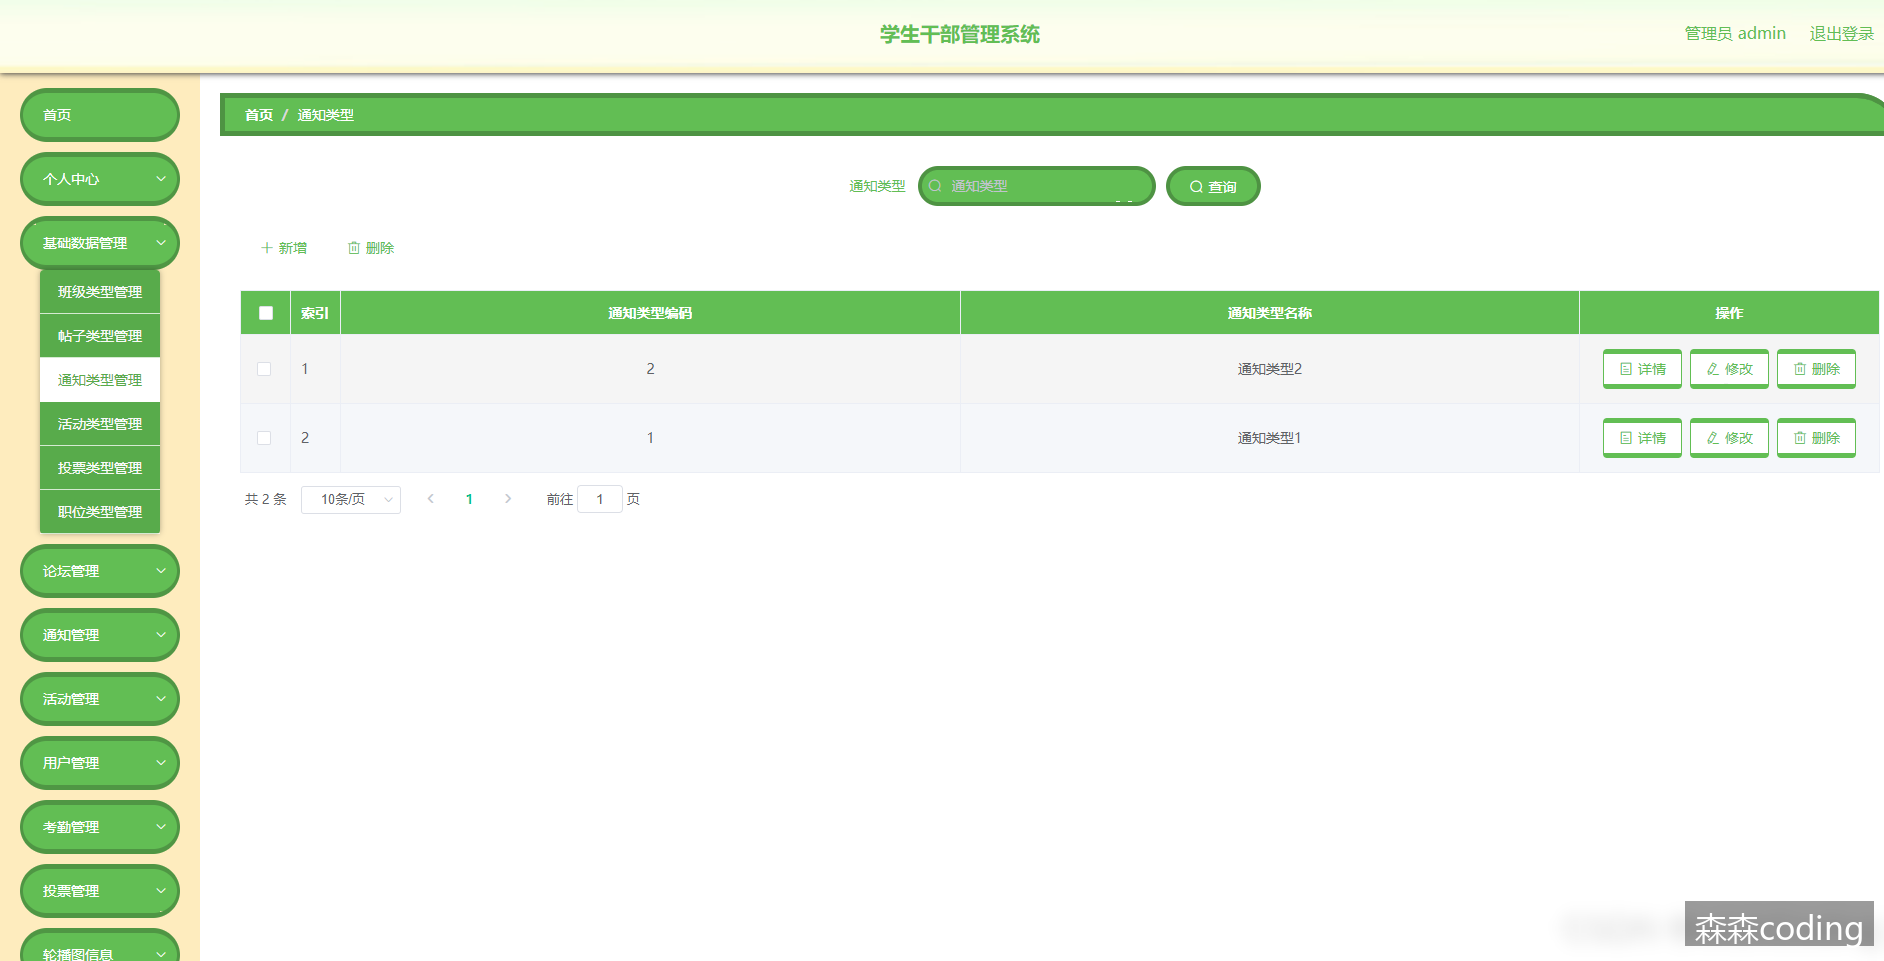 学生干部管理系统
管理员 admin
退出登录
首页
个人中心
基础数据管理
班级类型管理
帖子类型管理
通知类型管理
活动类型管理
投票类型管理
职位类型管理
论坛管理
通知管理
活动管理
用户管理
考勤管理
投票管理
轮播图信息
首页 / 通知类型
通知类型 通知类型 查询
新增 删除
索引 通知类型编码 通知类型名称 操作
1 2 通知类型2 详情 修改 删除
2 1 通知类型1 详情 修改 删除
共 2 条 10条/页 1 前往 1 页
森森coding